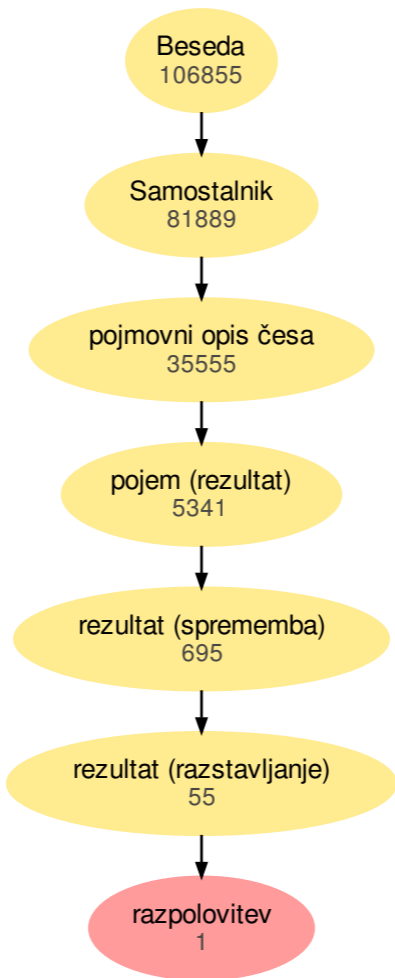 Beseda
106855
Samostalnik
81889
pojmovni opis česa
35555
pojem (rezultat)
5341
rezultat (sprememba)
695
rezultat (razstavljanje)
55
razpolovitev
1